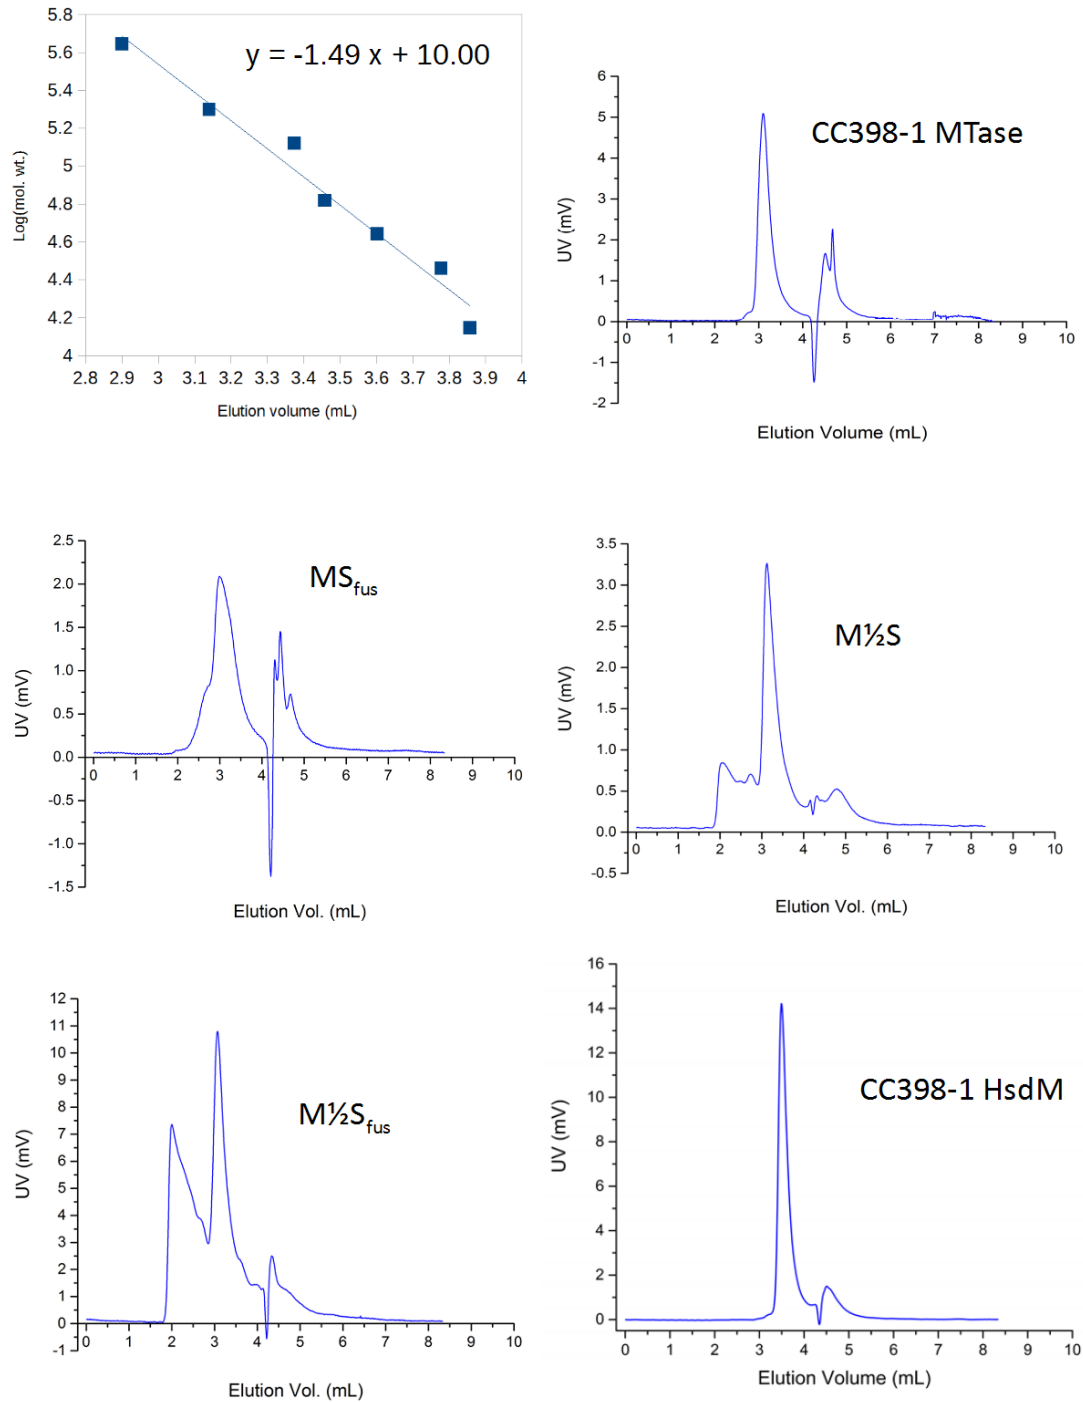 y = -1.49 x + 10.00
Log(mol. wt.)
5.8
5.6
5.4
5.2
5
4.8
4.6
4.4
4.2
4
2.8 2.9 3 3.1 3.2 3.3 3.4 3.5 3.6 3.7 3.8 3.9 4
Elution volume (mL)
CC398-1 MTase
UV (mV)
6
5
4
3
2
1
0
-1
-2
0 1 2 3 4 5 6 7 8 9 10
Elution Volume (mL)
MSfus
UV (mV)
2.5
2.0
1.5
1.0
0.5
0.0
-0.5
-1.0
-1.5
0 1 2 3 4 5 6 7 8 9 10
Elution Vol. (mL)
M½S
UV (mV)
3.5
3.0
2.5
2.0
1.5
1.0
0.5
0.0
-0.5
0 1 2 3 4 5 6 7 8 9 10
Elution Vol. (mL)
M½Sfus
UV (mV)
12
11
10
9
8
7
6
5
4
3
2
1
0
-1
0 1 2 3 4 5 6 7 8 9 10
Elution Vol. (mL)
CC398-1 HsdM
UV (mV)
16
14
12
10
8
6
4
2
0
0 1 2 3 4 5 6 7 8 9 10
Elution Volume (mL)